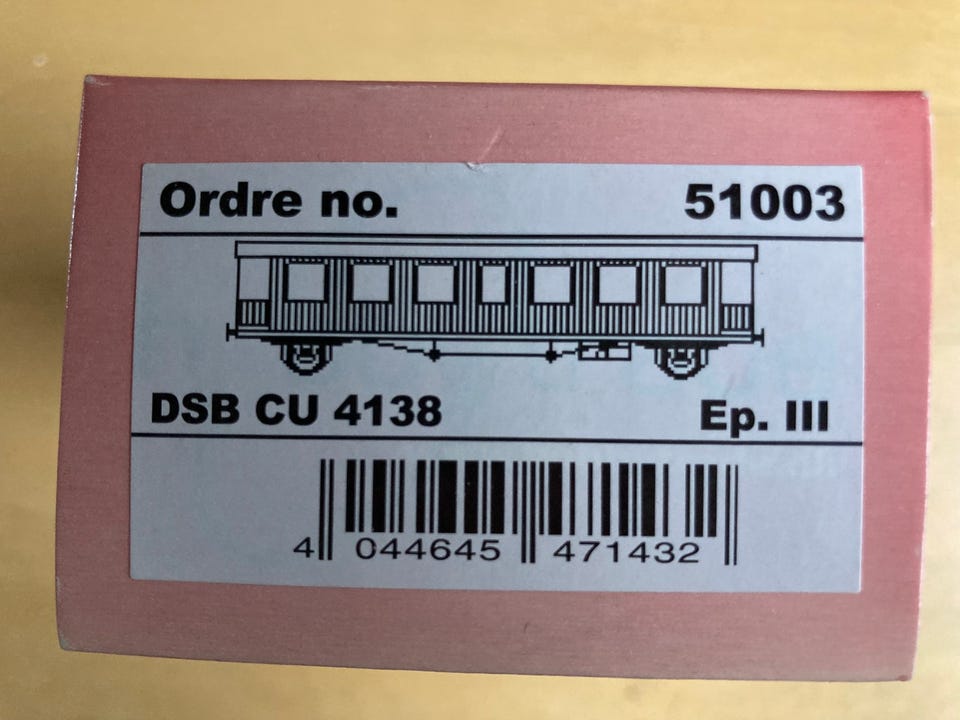 Ordre no. 51003
DSB CU 4138 Ep. III
4 044645 471432